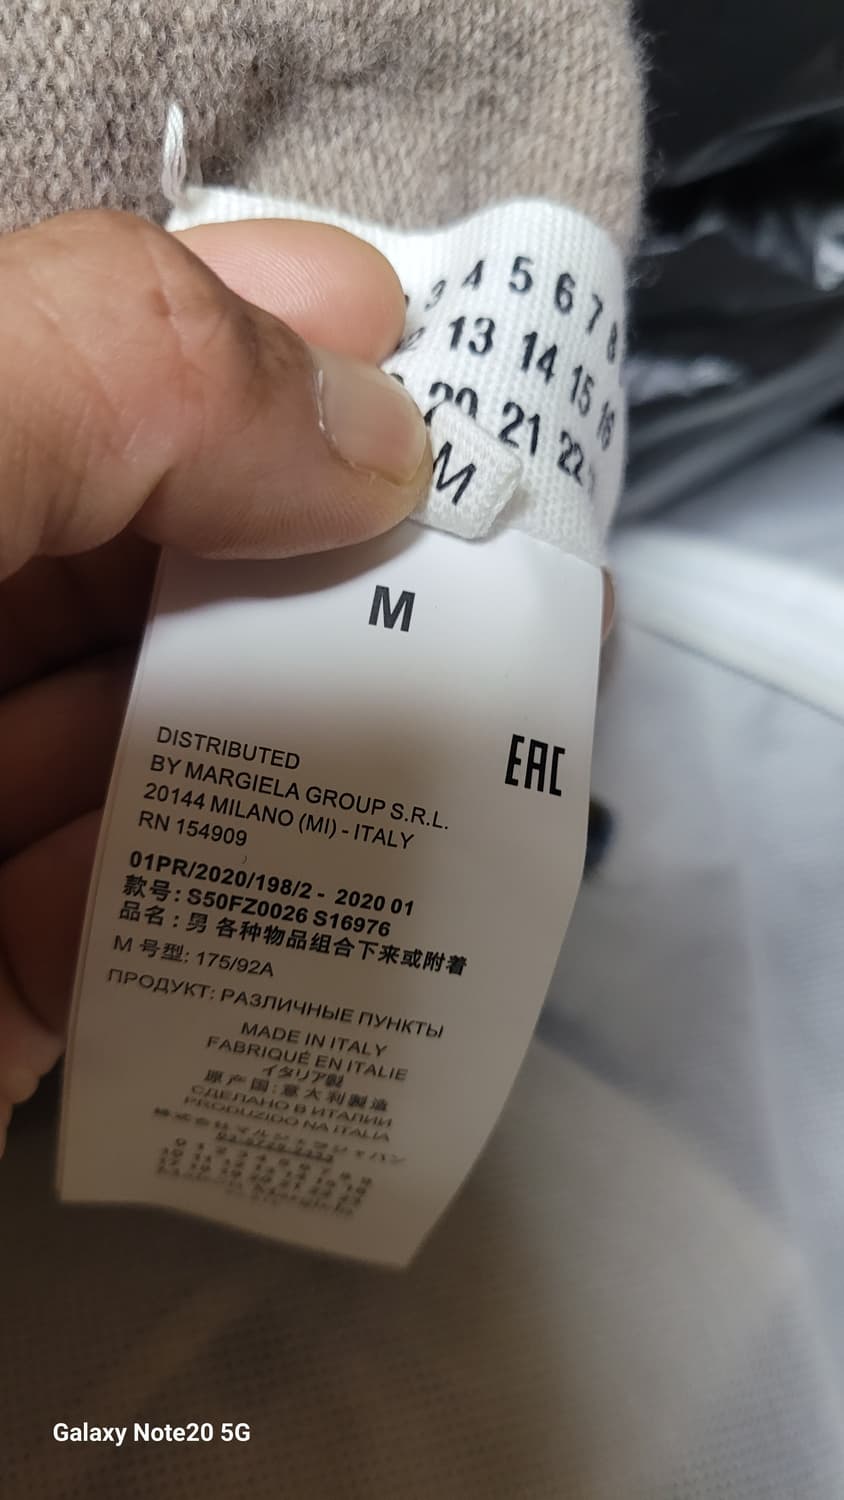 3 4 5 6 7 8
13 14 15 16
20 21 22
M
M
EAC
DISTRIBUTED
BY MARGIELA GROUP S.R.L.
20144 MILANO (MI) - ITALY
RN 154909
01PR/2020/198/2 - 2020 01
款号: S50FZ0026 S16976
品名 : 男 各种物品组合下来或附着
M 号型: 175/92A
ПРОДУКТ: РАЗЛИЧНЫЕ ПУНКТЫ
MADE IN ITALY
FABRIQUÉ EN ITALIE
イタリア製
原产国:意大利製造
СДЕЛАНО В ИТАЛИИ
PRODUZIDO NA ITALIA
Galaxy Note20 5G